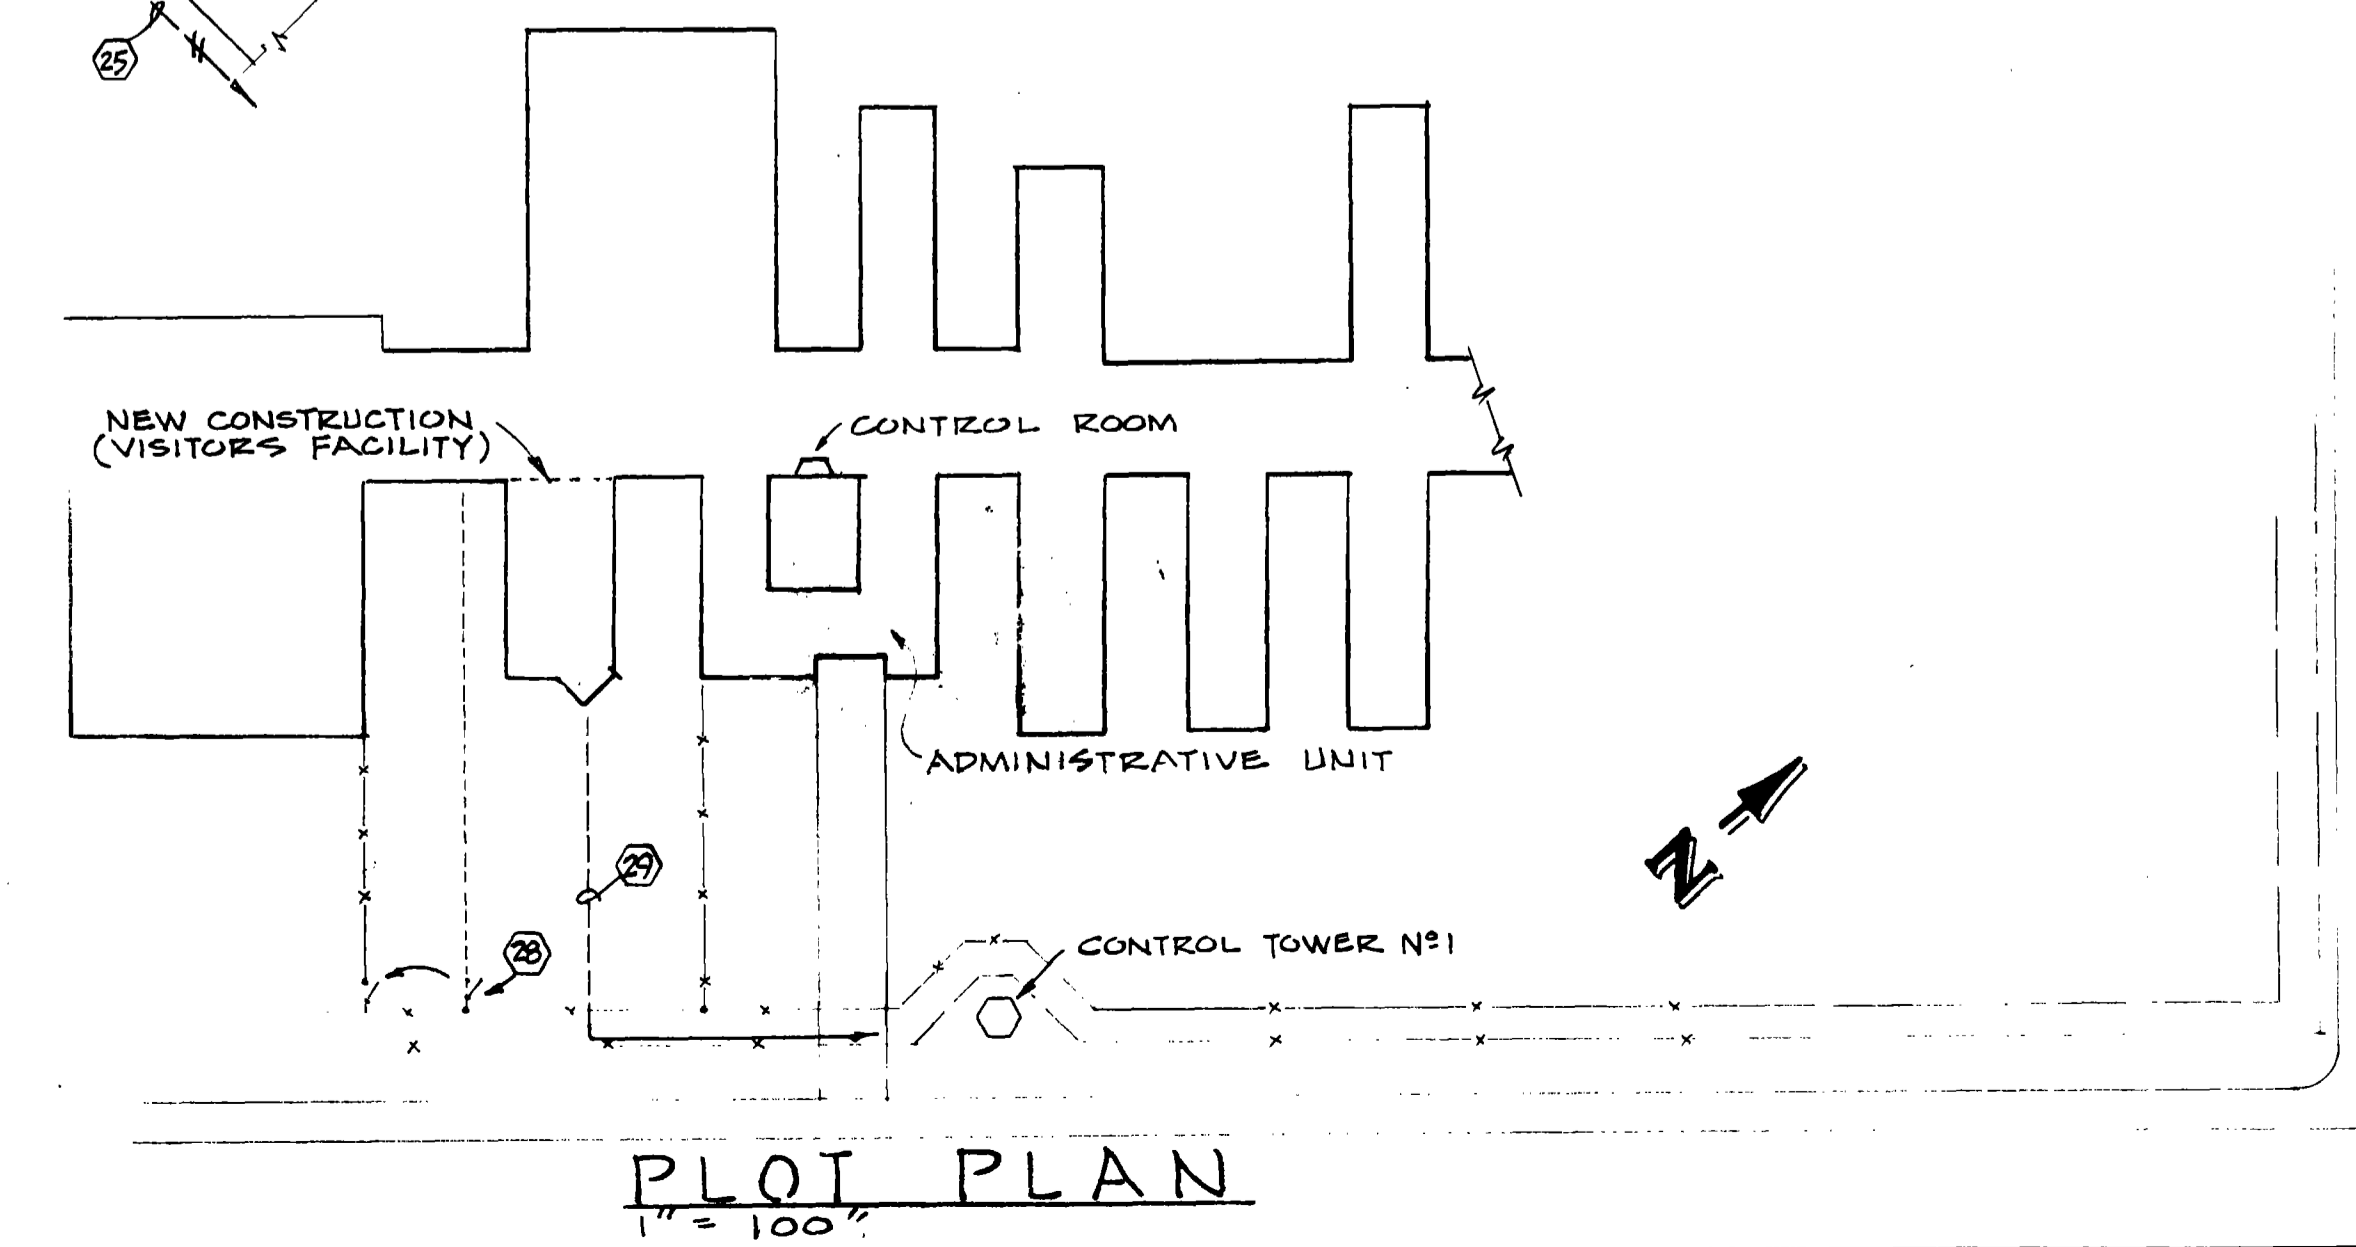 25
NEW CONSTRUCTION
(VISITORS FACILITY)
CONTROL ROOM
ADMINISTRATIVE UNIT
29
28
CONTROL TOWER Nº1
N
PLOT PLAN
1" = 100"